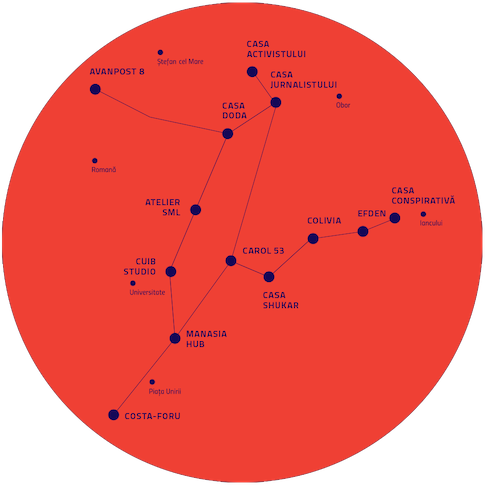 CASA
ACTIVISTULUI
Ștefan cel Mare
AVANPOST 8
CASA
JURNALISTULUI
CASA
DODA
Obor
Romană
ATELIER
SML
CASA
CONSPIRATIVĂ
EFDEN
COLIVIA
Iancului
CAROL 53
CUIB
STUDIO
Universitate
CASA
SHUKAR
MANASIA
HUB
Piața Unirii
COSTA-FORU